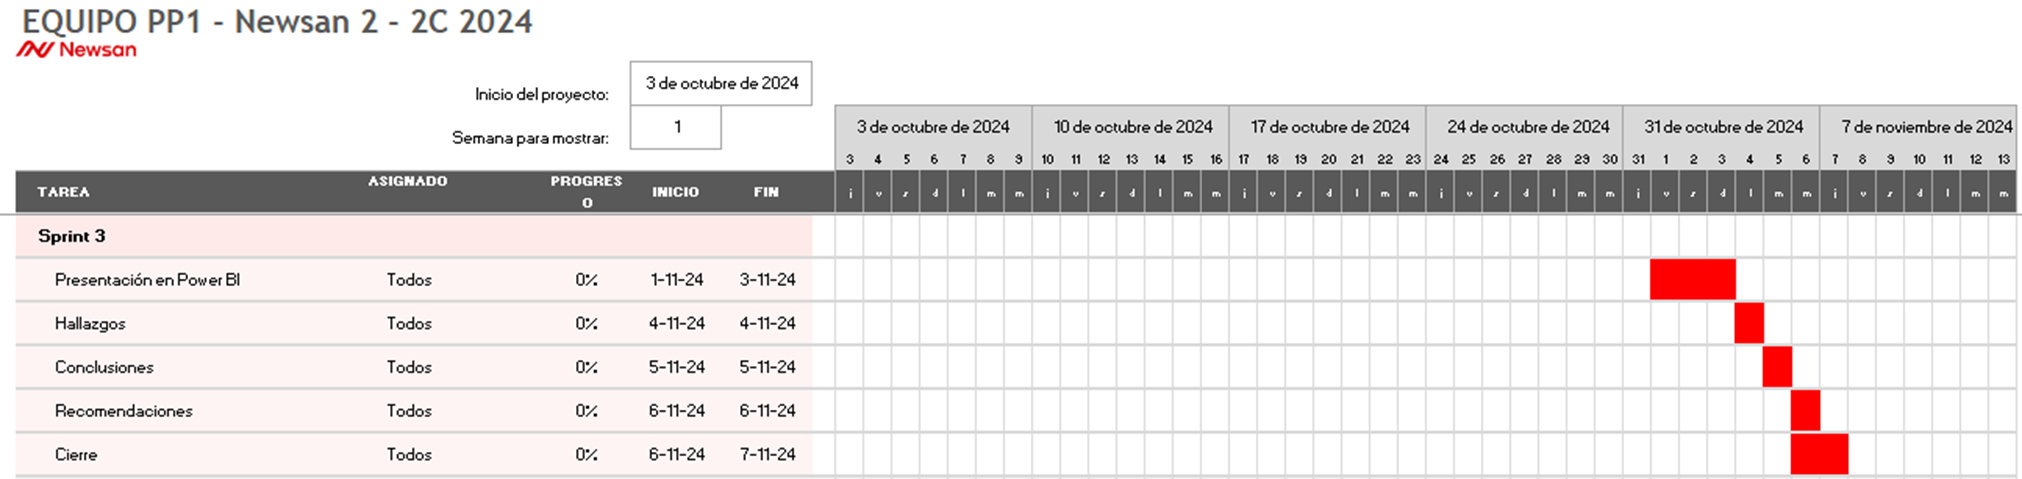 EQUIPO PP1 - Newsan 2 - 2C 2024
Newsan
Inicio del proyecto: 3 de octubre de 2024
Semana para mostrar: 1
3 de octubre de 2024 10 de octubre de 2024 17 de octubre de 2024 24 de octubre de 2024 31 de octubre de 2024 7 de noviembre de 2024
3 4 5 6 7 8 9 10 11 12 13 14 15 16 17 18 19 20 21 22 23 24 25 26 27 28 29 30 31 1 2 3 4 5 6 7 8 9 10 11 12 13
TAREA ASIGNADO PROGRES
O INICIO FIN j v s d l m m j v s d l m m j v s d l m m j v s d l m m j v s d l m m j v s d l m m
Sprint 3
Presentación en Power BI Todos 0% 1-11-24 3-11-24
Hallazgos Todos 0% 4-11-24 4-11-24
Conclusiones Todos 0% 5-11-24 5-11-24
Recomendaciones Todos 0% 6-11-24 6-11-24
Cierre Todos 0% 6-11-24 7-11-24